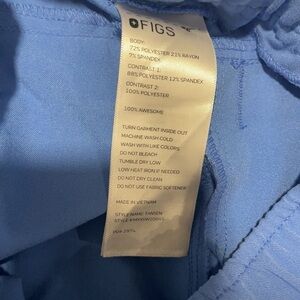 FIGS
BODY:
72% POLYESTER 21% RAYON
7% SPANDEX
CONTRAST 1:
88% POLYESTER 12% SPANDEX
CONTRAST 2:
100% POLYESTER
100% AWESOME
TURN GARMENT INSIDE OUT
MACHINE WASH COLD
WASH WITH LIKE COLORS
DO NOT BLEACH
TUMBLE DRY LOW
LOW HEAT IRON IF NEEDED
DO NOT DRY CLEAN
DO NOT USE FABRIC SOFTENER
MADE IN VIETNAM
STYLE NAME: